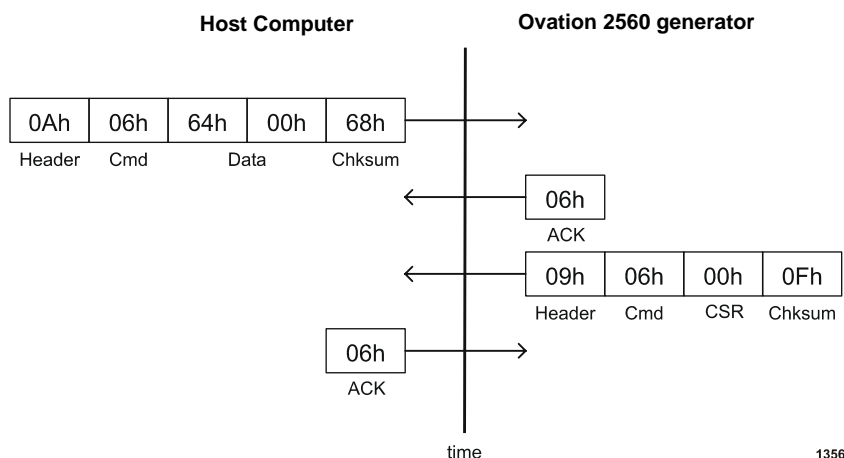 Host Computer Ovation 2560 generator
0Ah 06h 64h 00h 68h
Header Cmd Data Chksum
06h
ACK
09h 06h 00h 0Fh
Header Cmd CSR Chksum
06h
ACK
time
1356